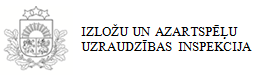 IZLOŽU UN AZARTSPĒĻU
UZRAUDZĪBAS INSPEKCIJA